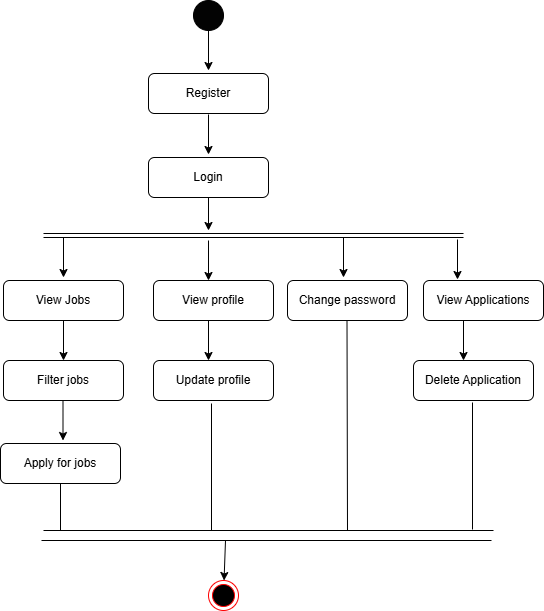 Register
Login
View Jobs
View profile
Change password
View Applications
Filter jobs
Update profile
Delete Application
Apply for jobs